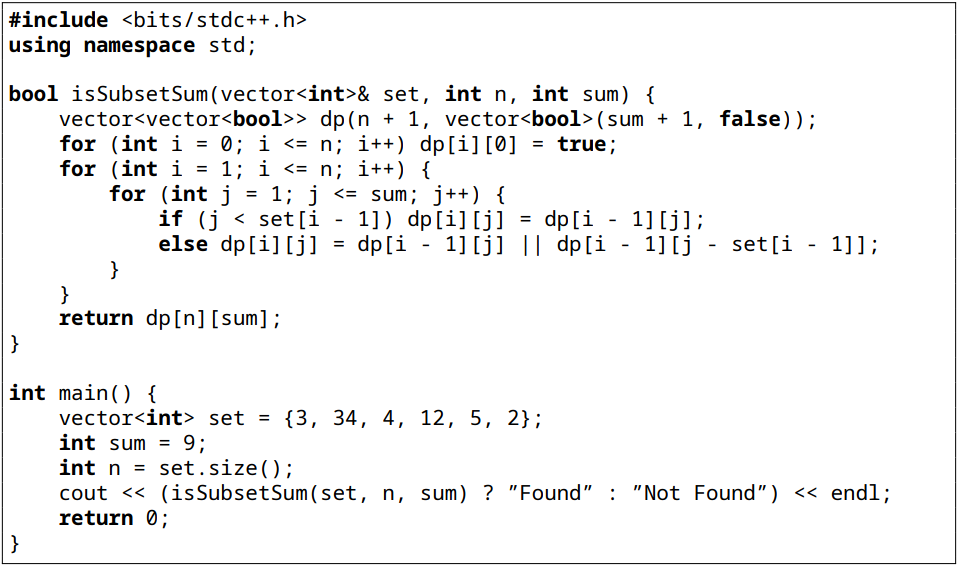 #include <bits/stdc++.h>
using namespace std;

bool isSubsetSum(vector<int>& set, int n, int sum) {
    vector<vector<bool>> dp(n + 1, vector<bool>(sum + 1, false));
    for (int i = 0; i <= n; i++) dp[i][0] = true;
    for (int i = 1; i <= n; i++) {
        for (int j = 1; j <= sum; j++) {
            if (j < set[i - 1]) dp[i][j] = dp[i - 1][j];
            else dp[i][j] = dp[i - 1][j] || dp[i - 1][j - set[i - 1]];
        }
    }
    return dp[n][sum];
}

int main() {
    vector<int> set = {3, 34, 4, 12, 5, 2};
    int sum = 9;
    int n = set.size();
    cout << (isSubsetSum(set, n, sum) ? ”Found” : ”Not Found”) << endl;
    return 0;
}